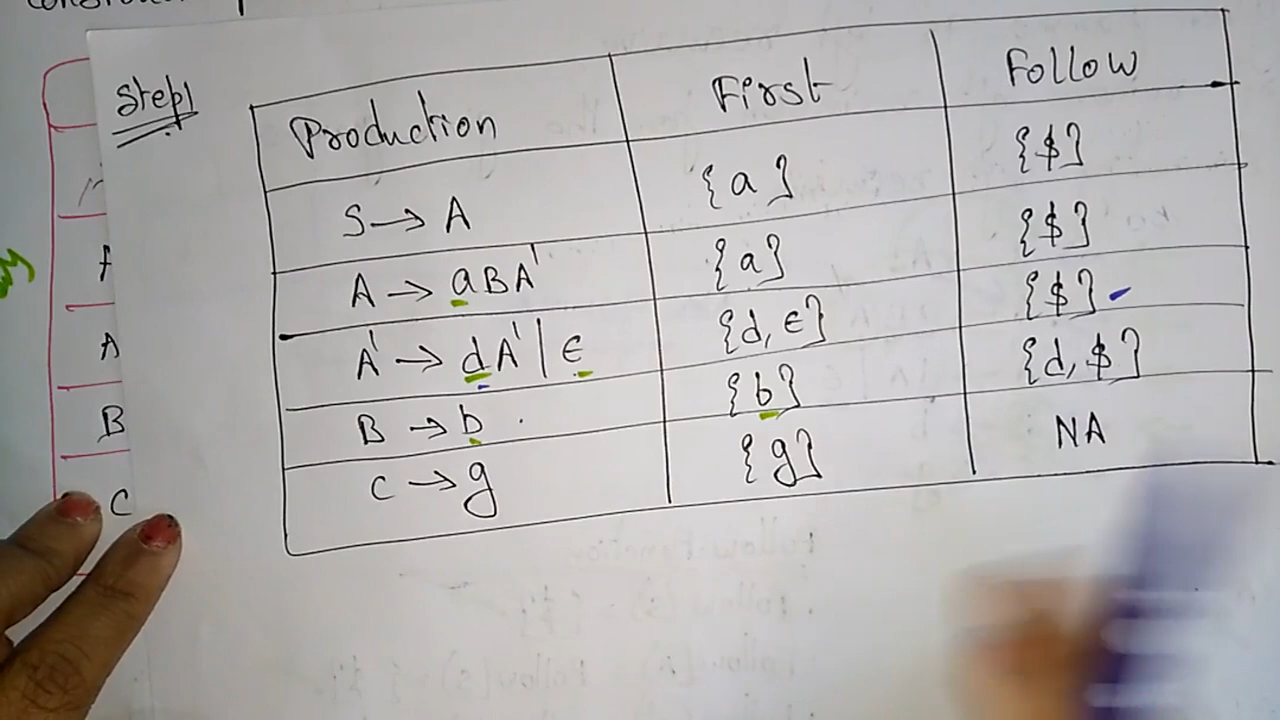 Step1
Production First Follow
S → A {a} {$}
A → aBA' {a} {$}
A' → dA' | ϵ {d, ϵ} {$}
B → b {b} {d, $}
C → g {g} NA
A
B
C